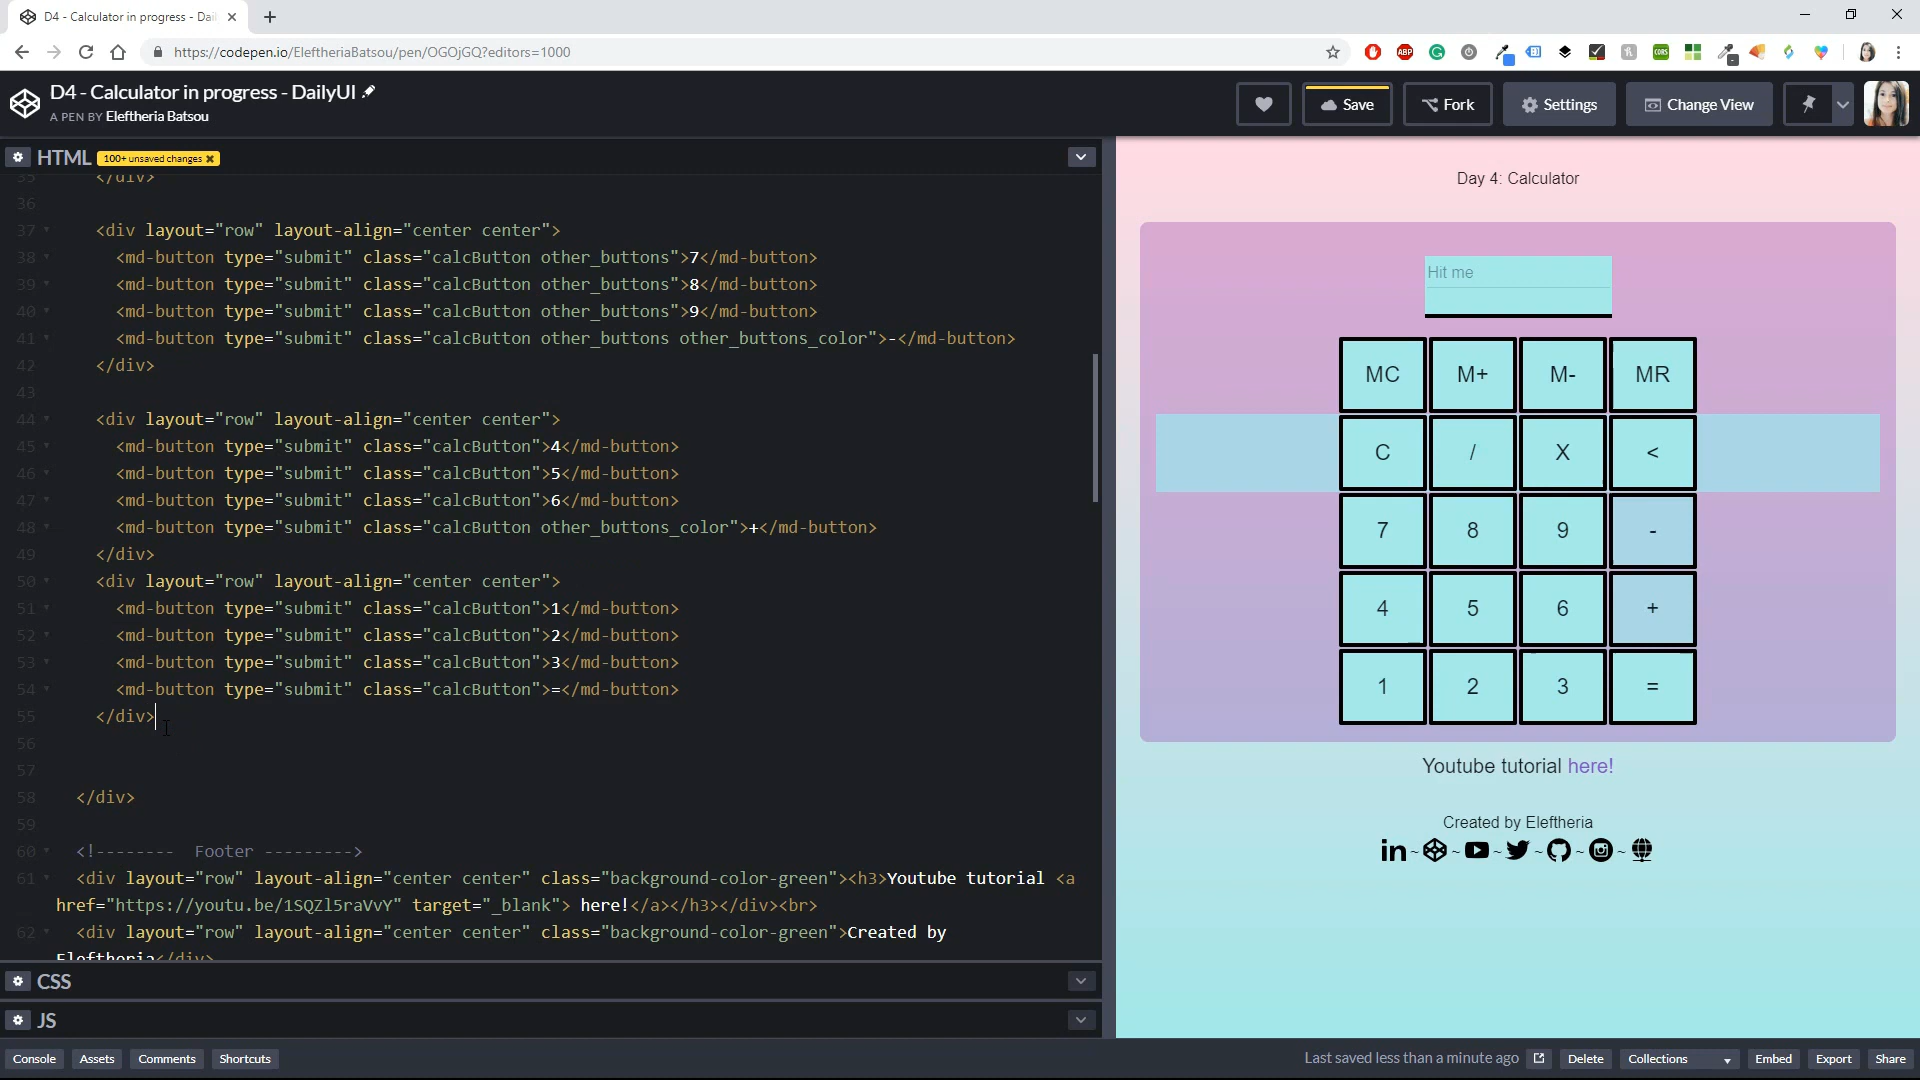 D4 - Calculator in progress - Dai
https://codepen.io/EleftheriaBatsou/pen/OGOjGQ?editors=1000
D4 - Calculator in progress - DailyUI
A PEN BY Eleftheria Batsou
Save
Fork
Settings
Change View
HTML 100+ unsaved changes x
35 </div>
36
37 <div layout="row" layout-align="center center">
38 <md-button type="submit" class="calcButton other_buttons">7</md-button>
39 <md-button type="submit" class="calcButton other_buttons">8</md-button>
40 <md-button type="submit" class="calcButton other_buttons">9</md-button>
41 <md-button type="submit" class="calcButton other_buttons other_buttons_color">-</md-button>
42 </div>
43
44 <div layout="row" layout-align="center center">
45 <md-button type="submit" class="calcButton">4</md-button>
46 <md-button type="submit" class="calcButton">5</md-button>
47 <md-button type="submit" class="calcButton">6</md-button>
48 <md-button type="submit" class="calcButton other_buttons_color">+</md-button>
49 </div>
50 <div layout="row" layout-align="center center">
51 <md-button type="submit" class="calcButton">1</md-button>
52 <md-button type="submit" class="calcButton">2</md-button>
53 <md-button type="submit" class="calcButton">3</md-button>
54 <md-button type="submit" class="calcButton">=</md-button>
55 </div>
56
57
58 </div>
59
60 <!-------- Footer --------->
61 <div layout="row" layout-align="center center" class="background-color-green"><h3>Youtube tutorial <a
href="https://youtu.be/1SQZl5raVvY" target="_blank"> here!</a></h3></div><br>
62 <div layout="row" layout-align="center center" class="background-color-green">Created by
Eleftheria</div>
CSS
JS
Day 4: Calculator
Hit me
MC M+ M- MR
C / X <
7 8 9 -
4 5 6 +
1 2 3 =
Youtube tutorial here!
Created by Eleftheria
in ~ ~ ~ ~ ~ ~
Console Assets Comments Shortcuts
Last saved less than a minute ago Delete Collections Embed Export Share